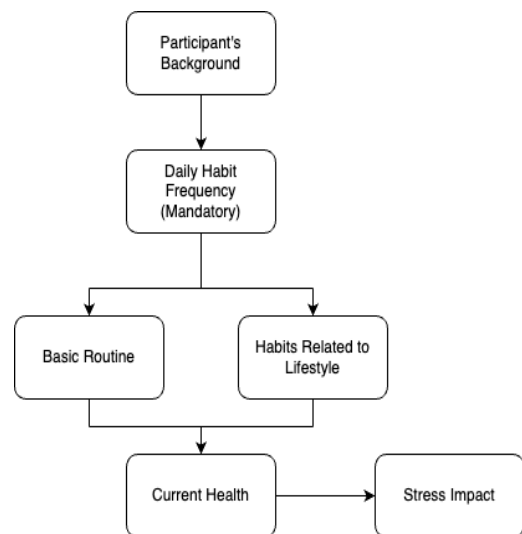 Participant's
Background
Daily Habit
Frequency
(Mandatory)
Basic Routine
Habits Related to
Lifestyle
Current Health
Stress Impact